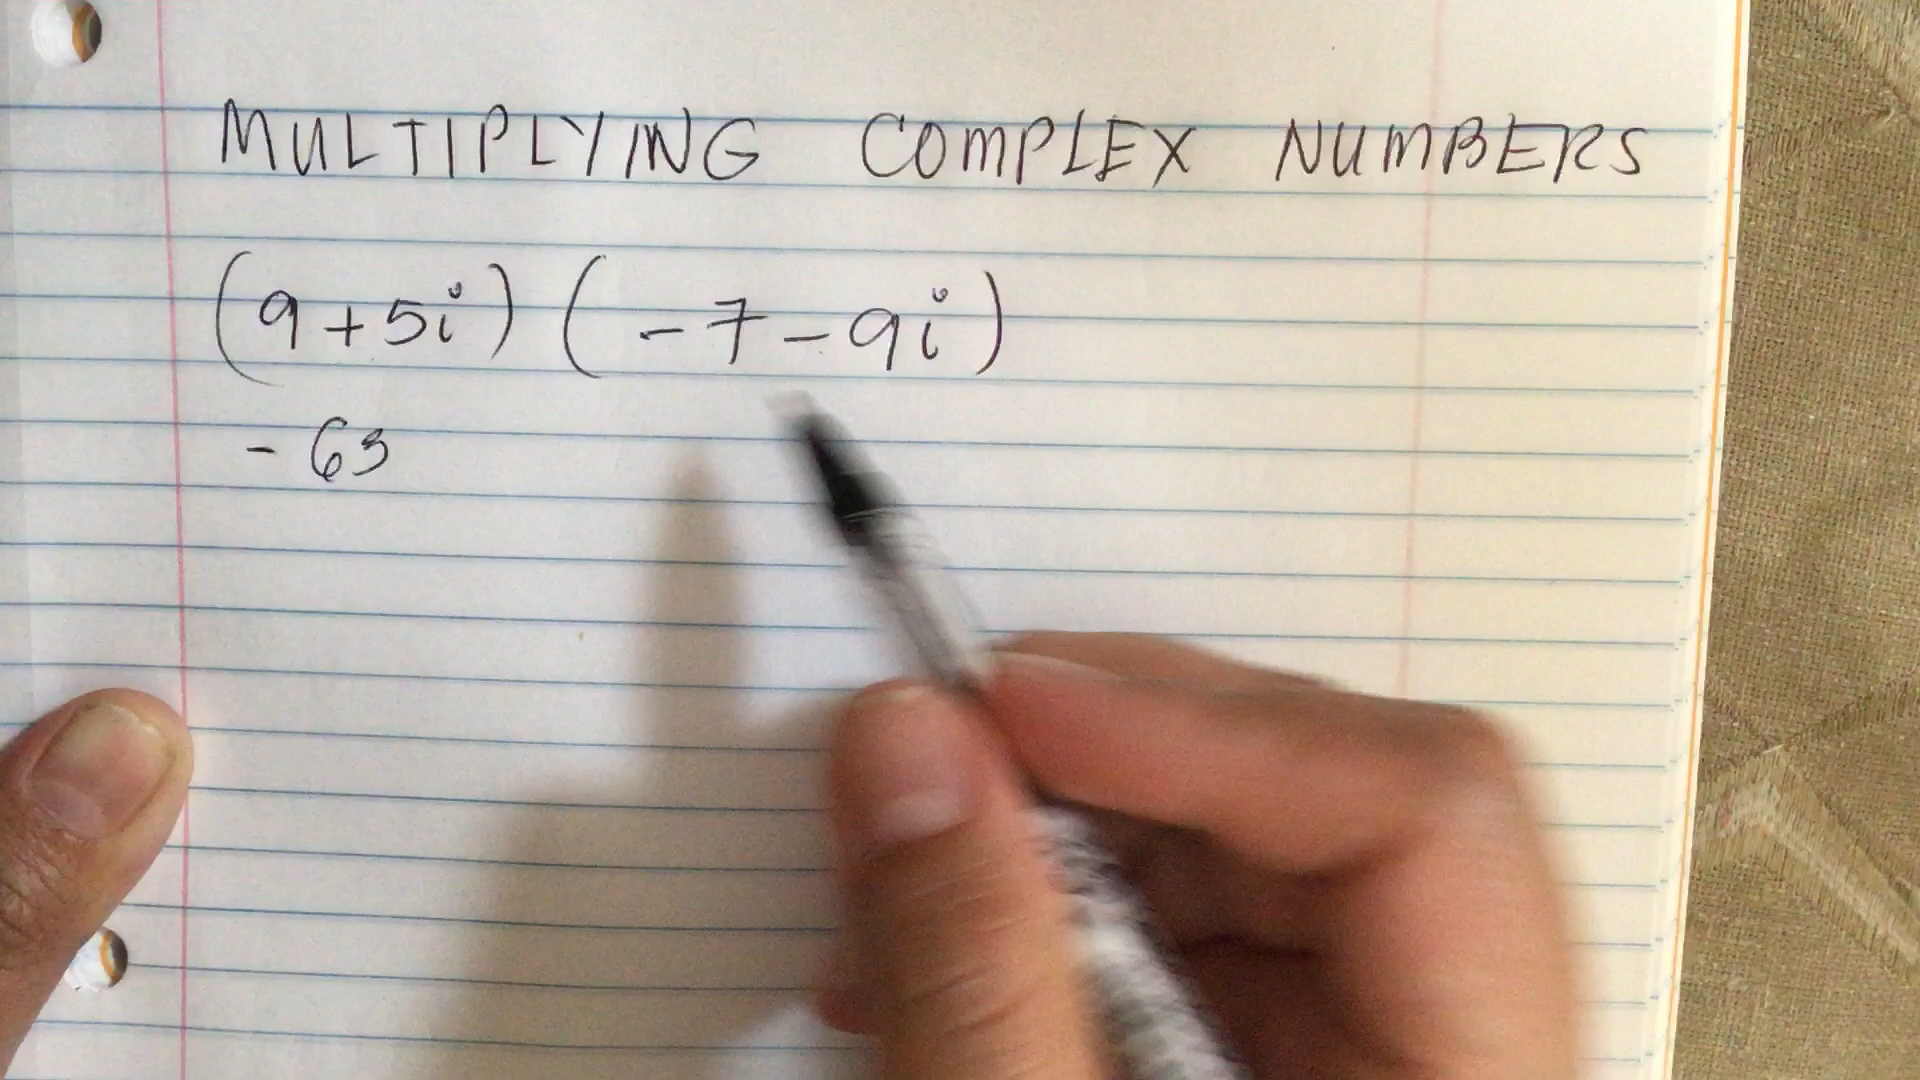 MULTIPLYING COMPLEX NUMBERS
(9+5i) (-7-9i)
- 63